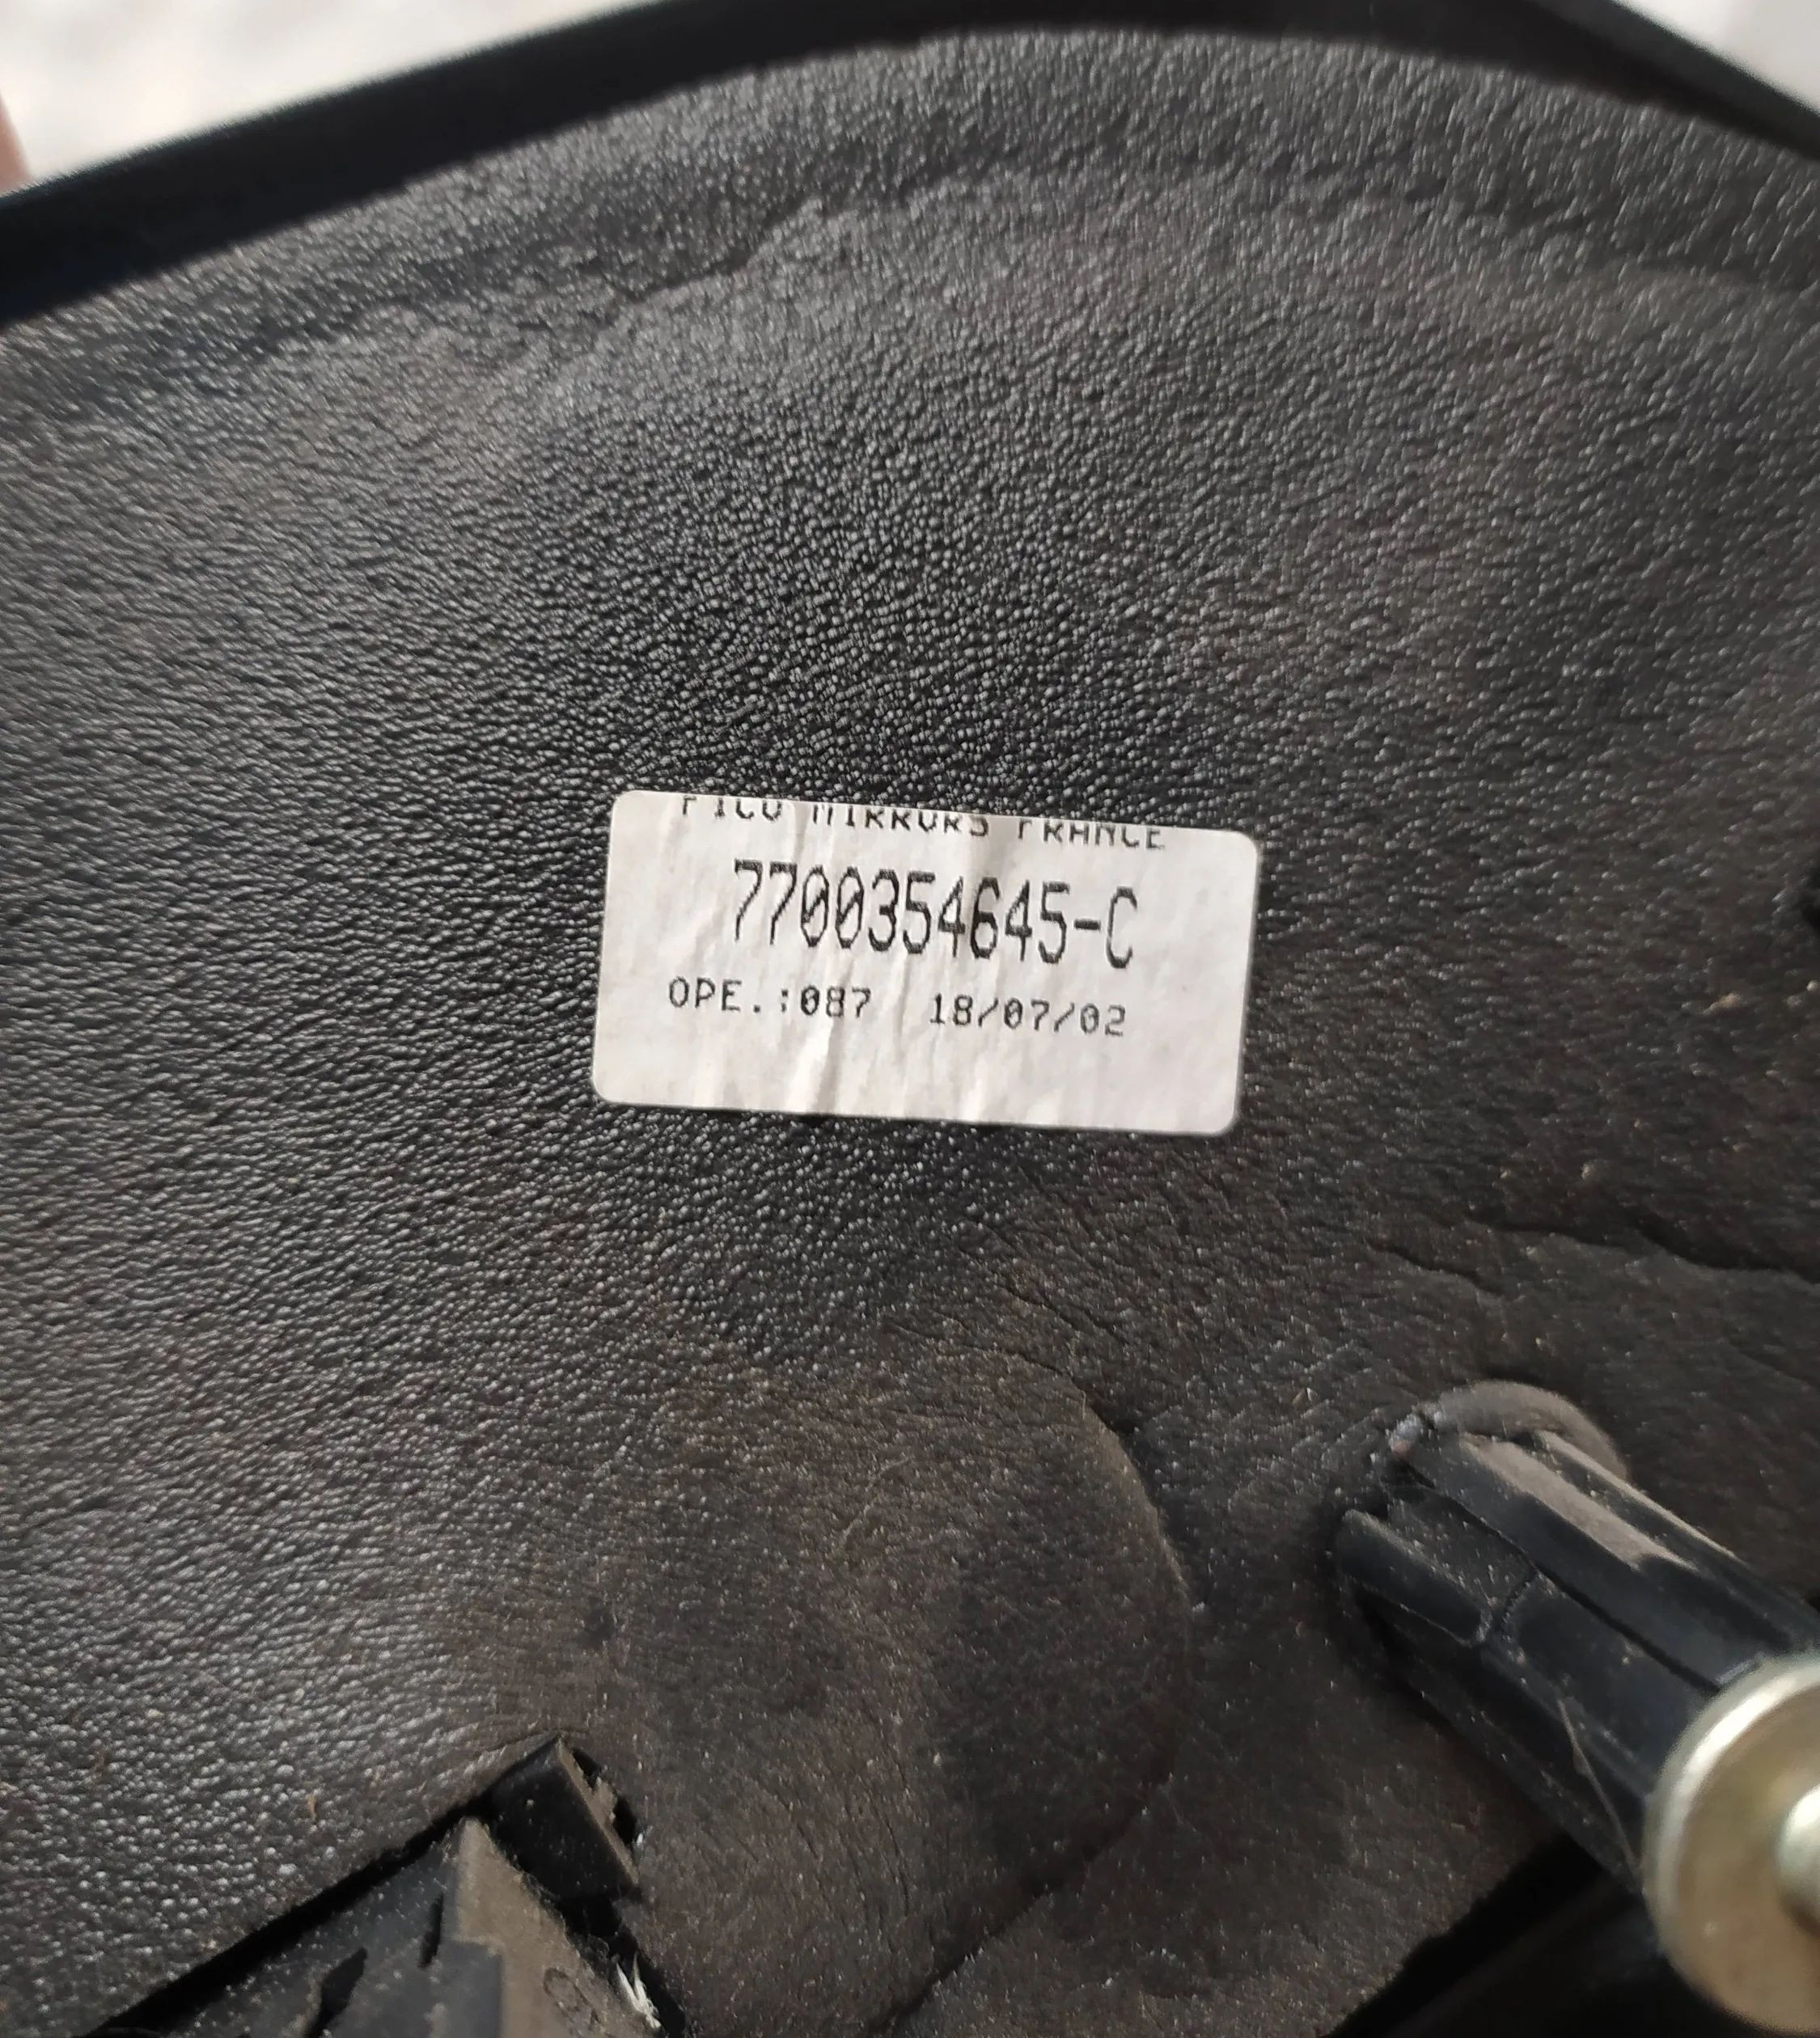 FICO MIRRORS FRANCE
7700354645-C
OPE.:087 18/07/02